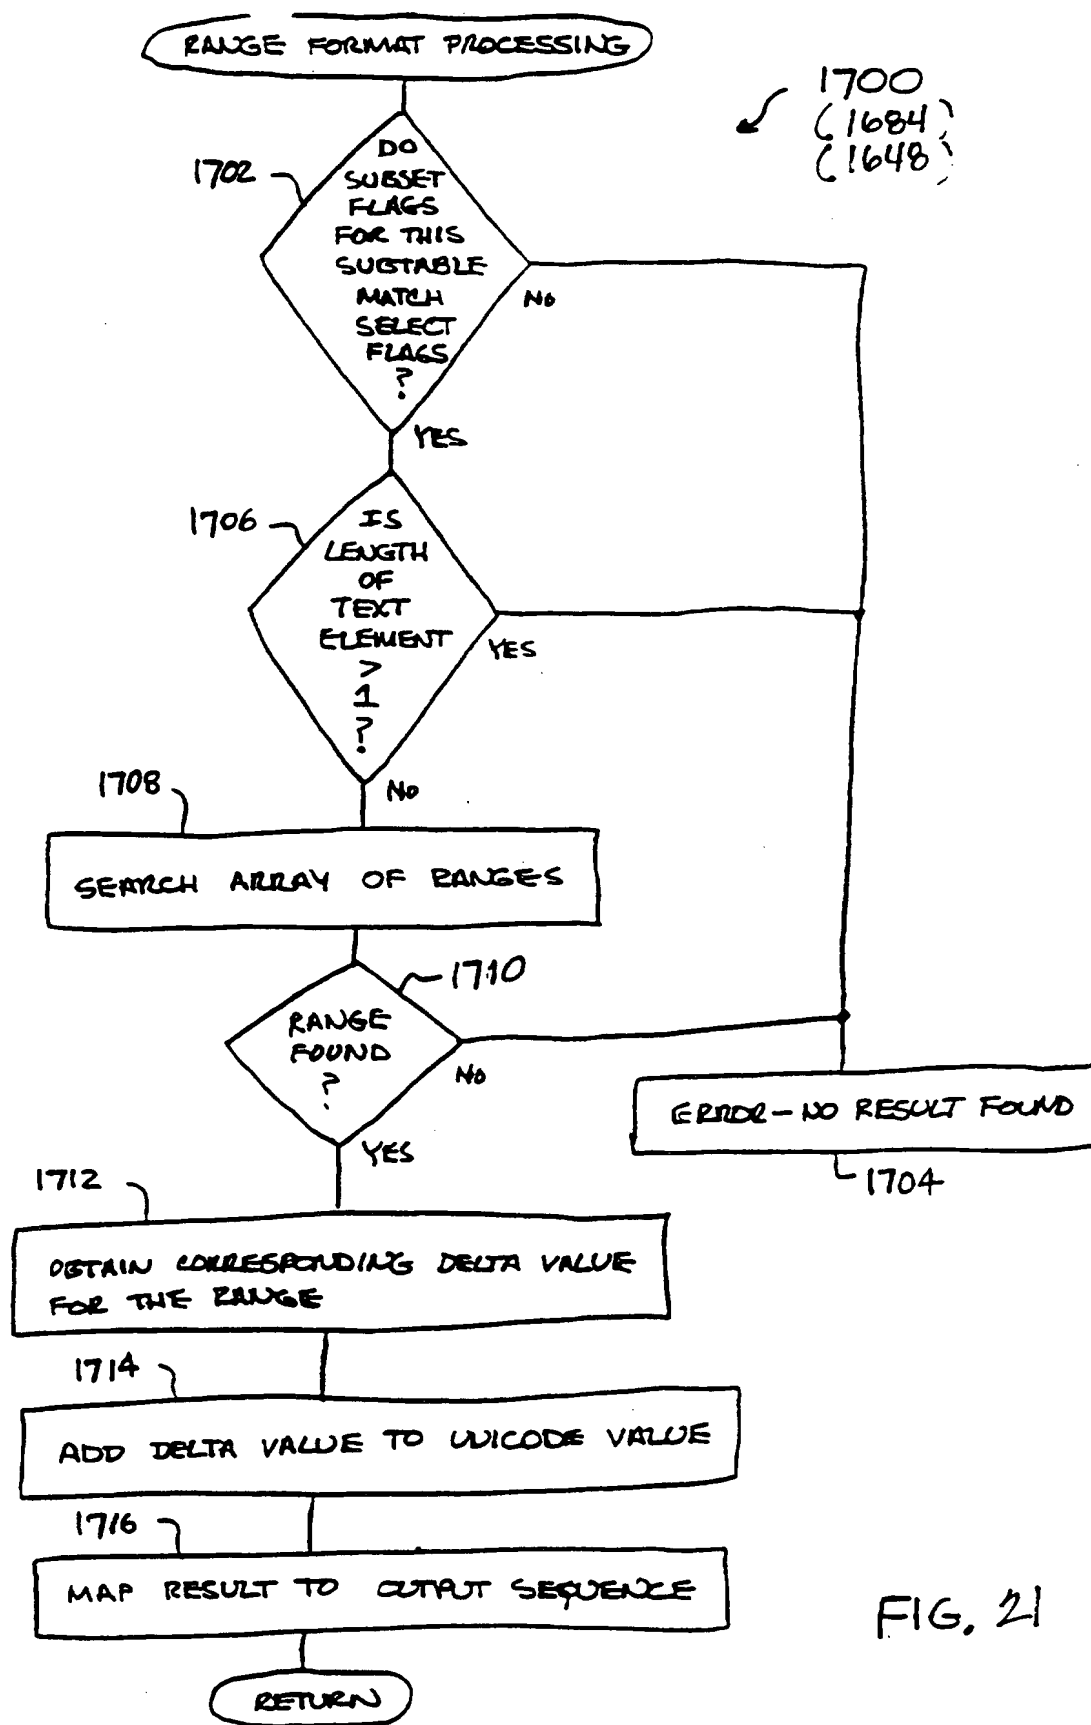 RANGE FORMAT PROCESSING
1700
(1684)
(1648)
1702
DO
SUBSET
FLAGS
FOR THIS
SUBTABLE
MATCH
SELECT
FLAGS
?
NO
YES
1706
IS
LENGTH
OF
TEXT
ELEMENT
>
1
?
YES
NO
1708
SEARCH ARRAY OF RANGES
1710
RANGE
FOUND
?
NO
YES
ERROR-NO RESULT FOUND
1704
1712
OBTAIN CORRESPONDING DELTA VALUE
FOR THE RANGE
1714
ADD DELTA VALUE TO UNICODE VALUE
1716
MAP RESULT TO OUTPUT SEQUENCE
RETURN
FIG. 21